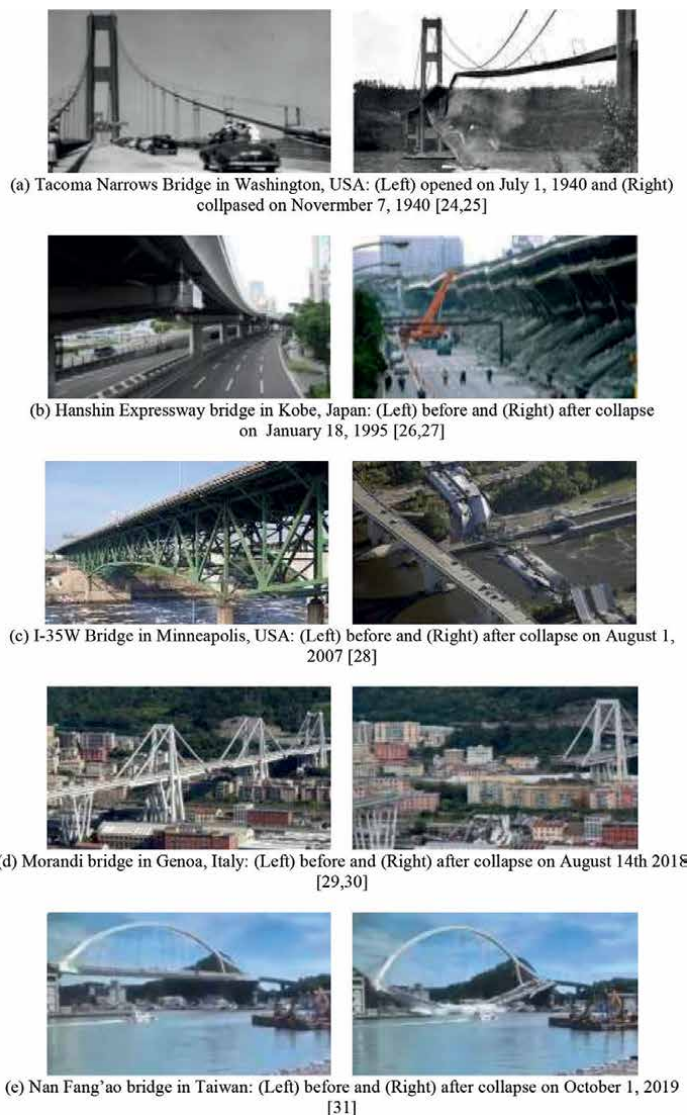 (a) Tacoma Narrows Bridge in Washington, USA: (Left) opened on July 1, 1940 and (Right)
collpased on Novermber 7, 1940 [24,25]
(b) Hanshin Expressway bridge in Kobe, Japan: (Left) before and (Right) after collapse
on January 18, 1995 [26,27]
(c) I-35W Bridge in Minneapolis, USA: (Left) before and (Right) after collapse on August 1,
2007 [28]
(d) Morandi bridge in Genoa, Italy: (Left) before and (Right) after collapse on August 14th 2018
[29,30]
(e) Nan Fang'ao bridge in Taiwan: (Left) before and (Right) after collapse on October 1, 2019
[31]